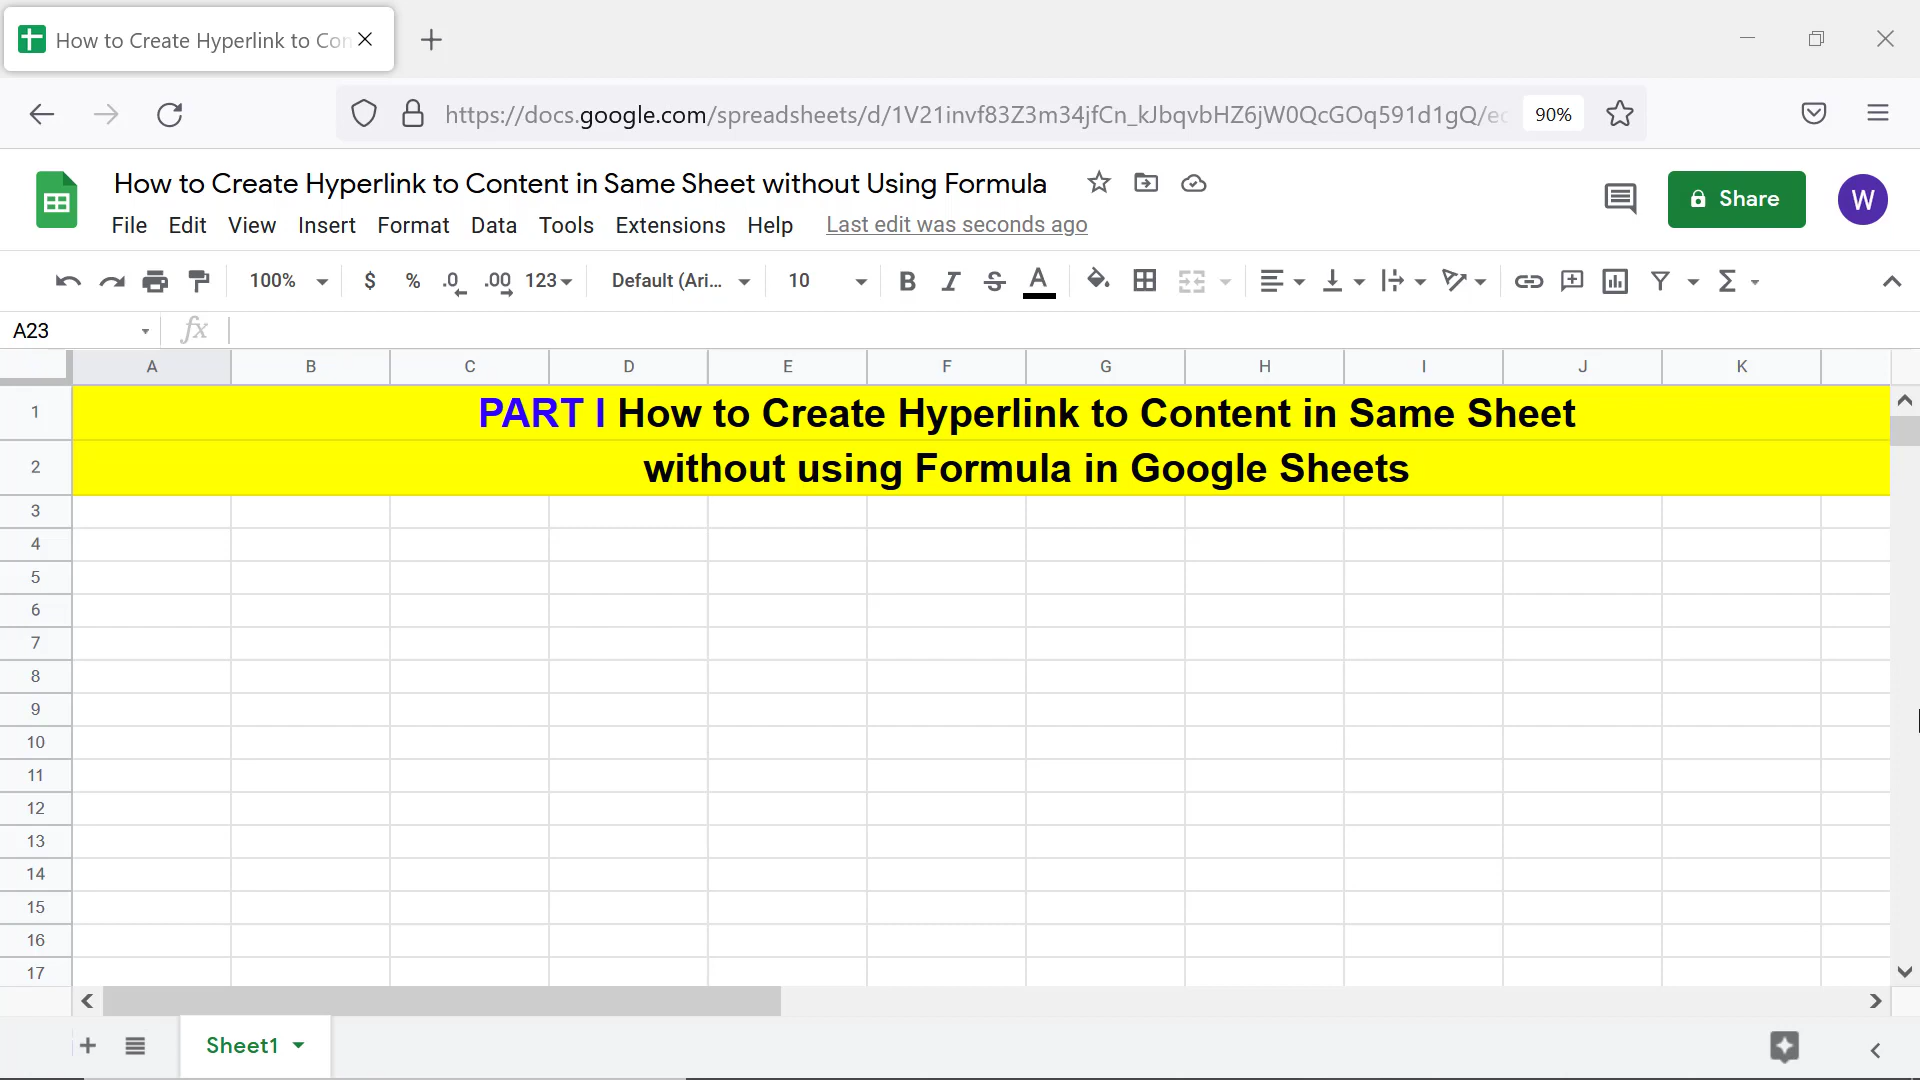 How to Create Hyperlink to Con
https://docs.google.com/spreadsheets/d/1V21invf83Z3m34jfCn_kJbqvbHZ6jW0QcGOq591d1gQ/ed
90%
How to Create Hyperlink to Content in Same Sheet without Using Formula
Share
W
File Edit View Insert Format Data Tools Extensions Help Last edit was seconds ago
100% $ % .0 .00 123 Default (Ari... 10 B I S A Σ
A23 fx
A B C D E F G H I J K
1 PART I How to Create Hyperlink to Content in Same Sheet
2 without using Formula in Google Sheets
3
4
5
6
7
8
9
10
11
12
13
14
15
16
17
Sheet1